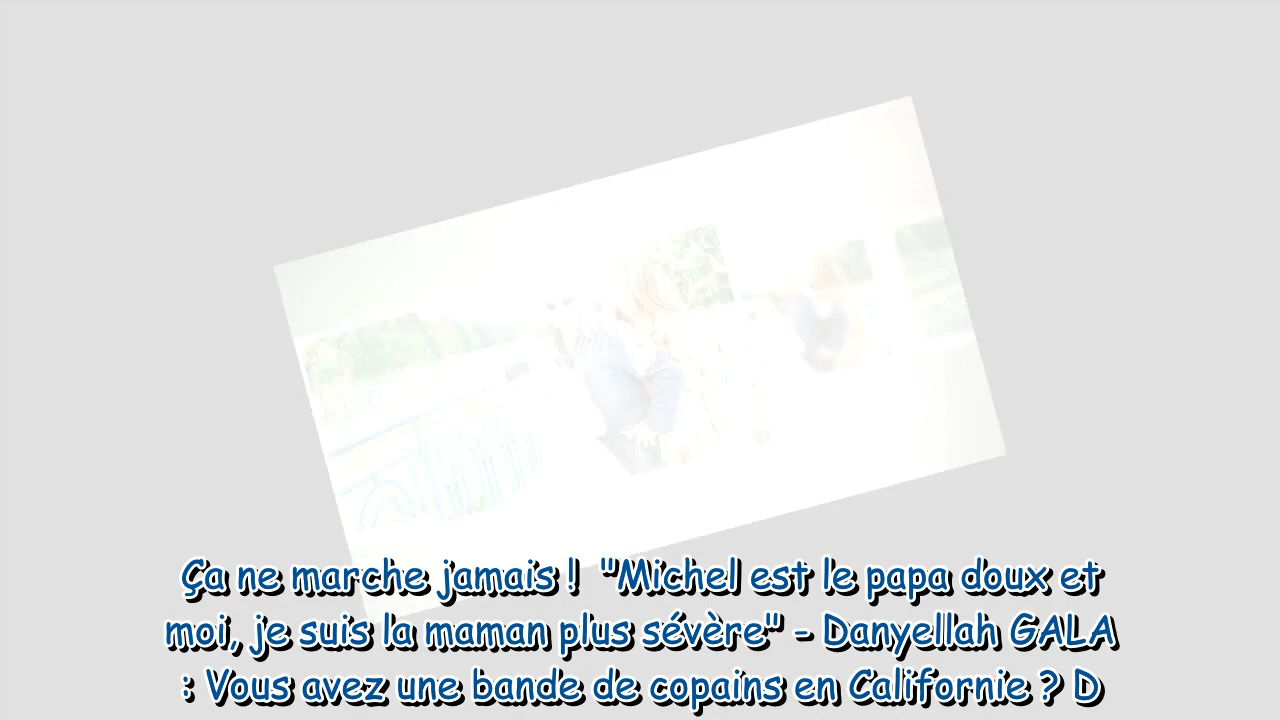 Ça ne marche jamais !  "Michel est le papa doux et
moi, je suis la maman plus sévère" - Danyellah GALA
: Vous avez une bande de copains en Californie ? D